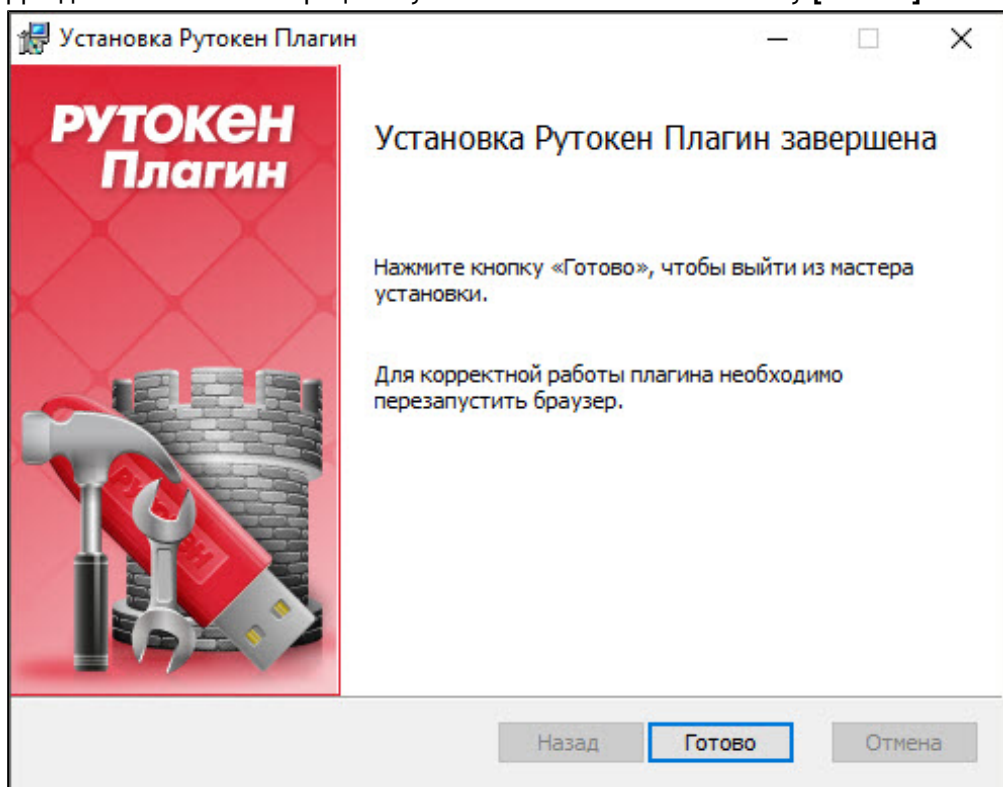 Установка Рутокен Плагин
РУТОКЕН
Плагин
Установка Рутокен Плагин завершена
Нажмите кнопку «Готово», чтобы выйти из мастера
установки.
Для корректной работы плагина необходимо
перезапустить браузер.
РУТОКЕН
Назад
Готово
Отмена